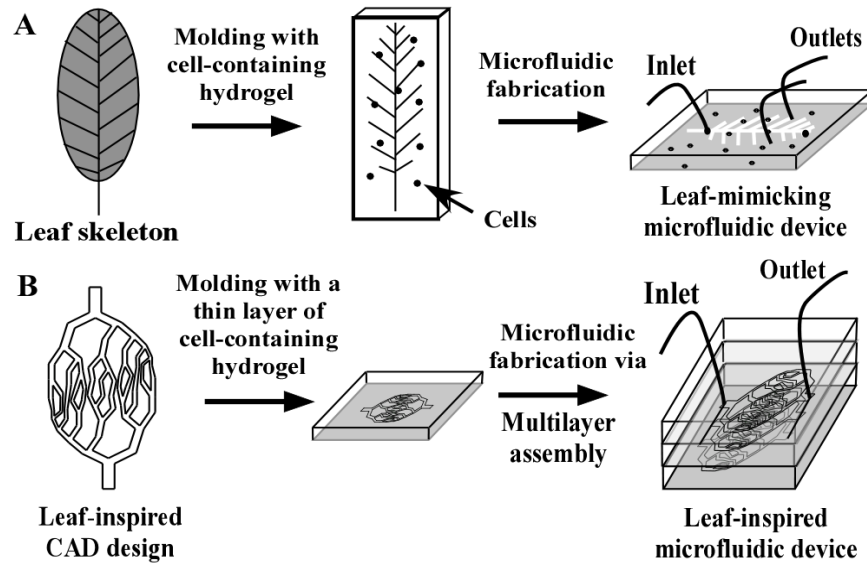 A
Molding with
cell-containing
hydrogel
Microfluidic
fabrication
Inlet
Outlets
Cells
Leaf skeleton
Leaf-mimicking
microfluidic device
B
Molding with a
thin layer of
cell-containing
hydrogel
Microfluidic
fabrication via
Multilayer
assembly
Inlet
Outlet
Leaf-inspired
CAD design
Leaf-inspired
microfluidic device